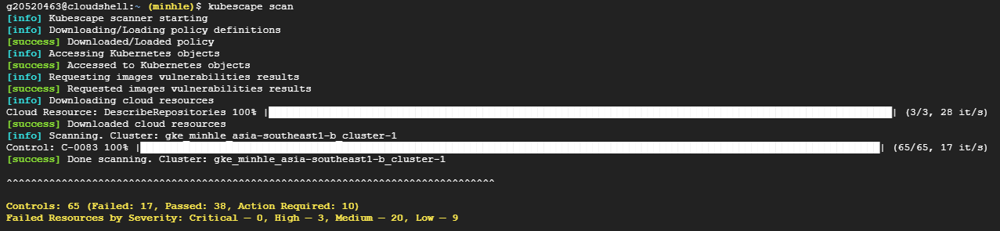 g20520463@cloudshell:~ (minhle)$ kubescape scan
[info] Kubescape scanner starting
[info] Downloading/Loading policy definitions
[success] Downloaded/Loaded policy
[info] Accessing Kubernetes objects
[success] Accessed to Kubernetes objects
[info] Requesting images vulnerabilities results
[success] Requested images vulnerabilities results
[info] Downloading cloud resources
Cloud Resource: DescribeRepositories 100% |██████████| (3/3, 28 it/s)
[success] Downloaded cloud resources
[info] Scanning. Cluster: gke_minhle_asia-southeast1-b_cluster-1
Control: C-0083 100% |██████████| (65/65, 17 it/s)
[success] Done scanning. Cluster: gke_minhle_asia-southeast1-b_cluster-1
^^^^^^^^^^^^^^^^^^^^^^^^^^^^^^^^^^^^^^^^^^^^^^^^^^^^^^^^^^^^^^^^^^^^^^^^^^^^^^^^
Controls: 65 (Failed: 17, Passed: 38, Action Required: 10)
Failed Resources by Severity: Critical — 0, High — 3, Medium — 20, Low — 9